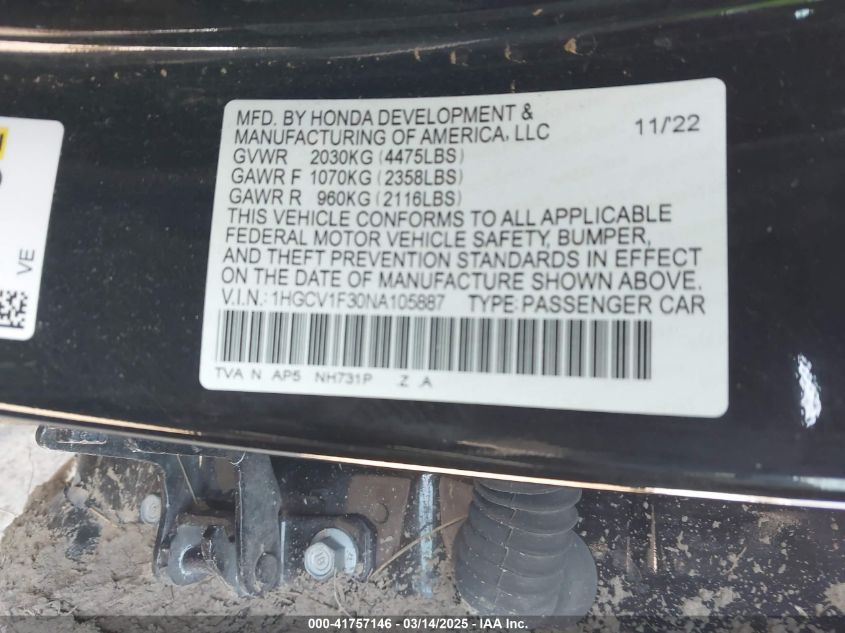 MFD. BY HONDA DEVELOPMENT &
MANUFACTURING OF AMERICA, LLC 11/22
GVWR 2030KG (4475LBS)
GAWR F 1070KG (2358LBS)
GAWR R 960KG (2116LBS)
THIS VEHICLE CONFORMS TO ALL APPLICABLE
FEDERAL MOTOR VEHICLE SAFETY, BUMPER,
AND THEFT PREVENTION STANDARDS IN EFFECT
ON THE DATE OF MANUFACTURE SHOWN ABOVE.
V.I.N.: 1HGCV1F30NA105887 TYPE: PASSENGER CAR
TVA N AP5 NH731P Z A
VE
000-41757146 — 03/14/2025 — IAA Inc.